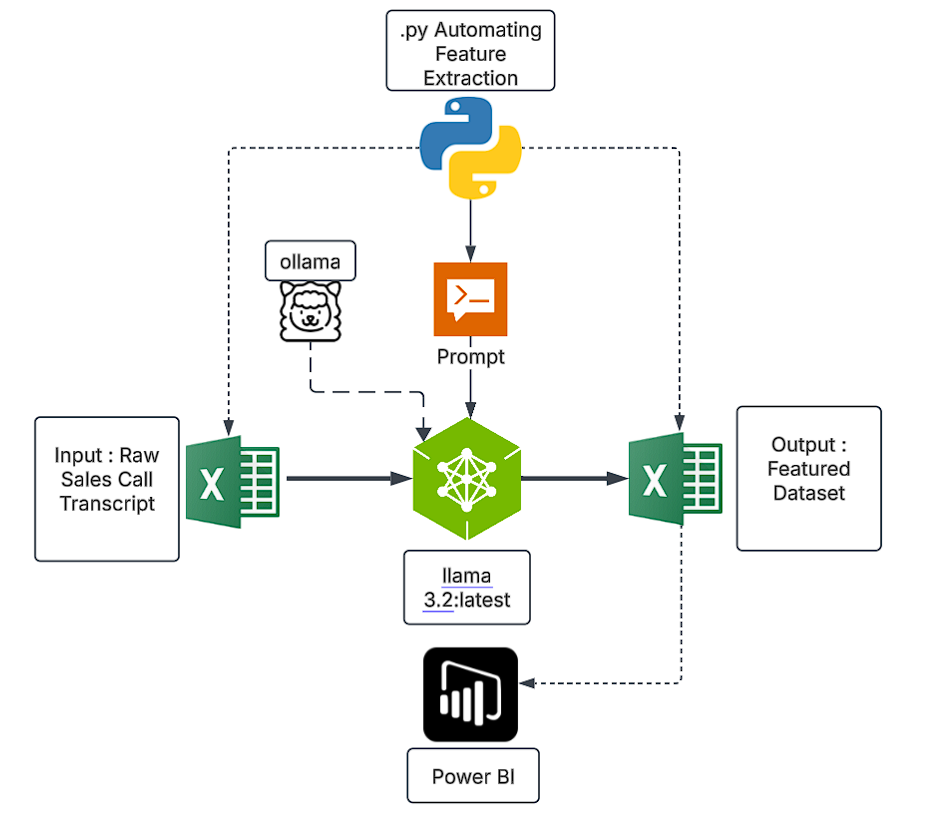 .py Automating
Feature
Extraction
ollama
Prompt
Input : Raw
Sales Call
Transcript
X
X
Output :
Featured
Dataset
llama
3.2:latest
Power BI